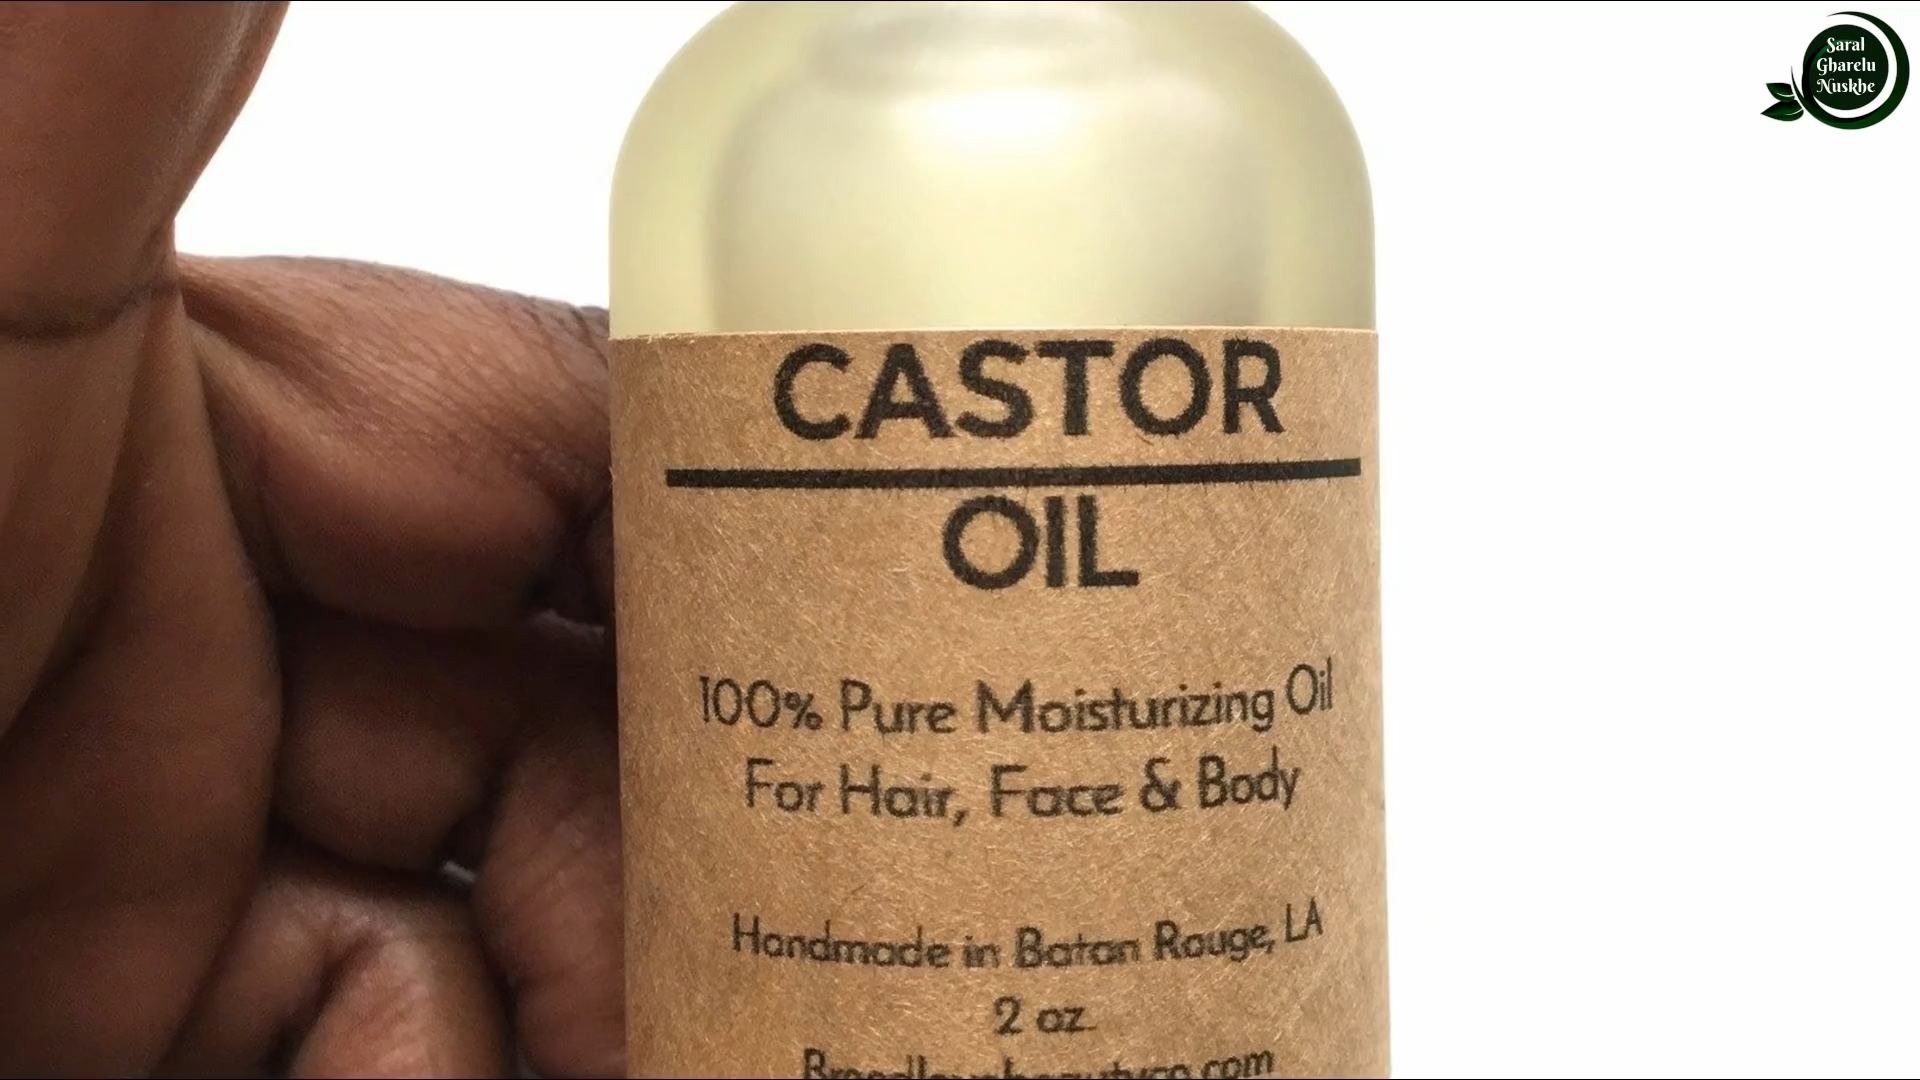 Saral
Gharelu
Nuskhe
CASTOR
OIL
100% Pure Moisturizing Oil
For Hair, Face & Body
Handmade in Baton Rouge, LA
2 oz